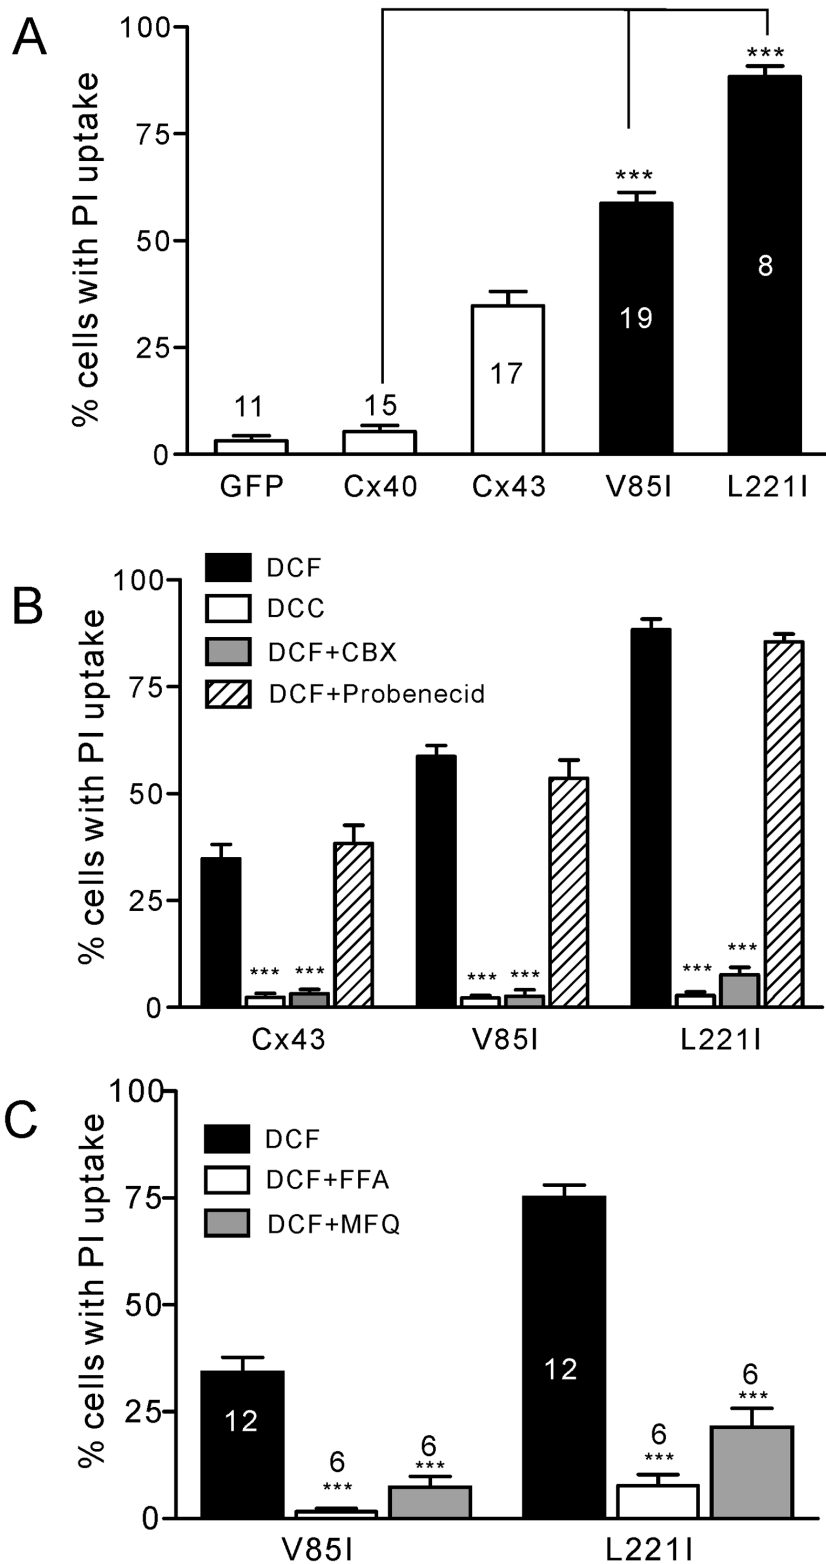 A
% cells with PI uptake
100
75
50
25
0
11
15
17
***
19
***
8
GFP Cx40 Cx43 V85I L221I
B
% cells with PI uptake
100
75
50
25
0
DCF
DCC
DCF+CBX
DCF+Probenecid
*** ***
*** ***
*** ***
Cx43 V85I L221I
C
% cells with PI uptake
100
75
50
25
0
DCF
DCF+FFA
DCF+MFQ
12
6
***
6
***
12
6
***
6
***
V85I L221I